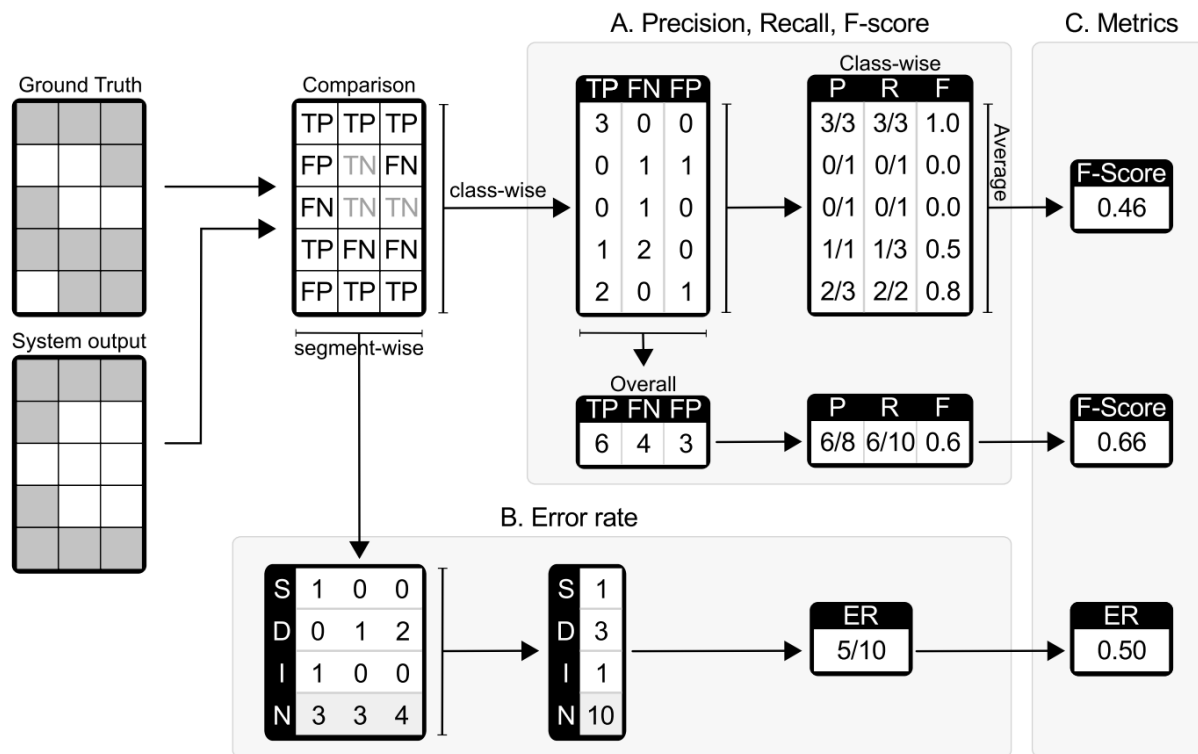 A. Precision, Recall, F-score
C. Metrics
Ground Truth
Comparison
TP TP TP
FP TN FN
FN TN TN
TP FN FN
FP TP TP
class-wise
segment-wise
System output
TP FN FP
3 0 0
0 1 1
0 1 0
1 2 0
2 0 1
Class-wise
P R F
3/3 3/3 1.0
0/1 0/1 0.0
0/1 0/1 0.0
1/1 1/3 0.5
2/3 2/2 0.8
Average
F-Score
0.46
Overall
TP FN FP
6 4 3
P R F
6/8 6/10 0.6
F-Score
0.66
B. Error rate
S 1 0 0
D 0 1 2
I 1 0 0
N 3 3 4
S 1
D 3
I 1
N 10
ER
5/10
ER
0.50